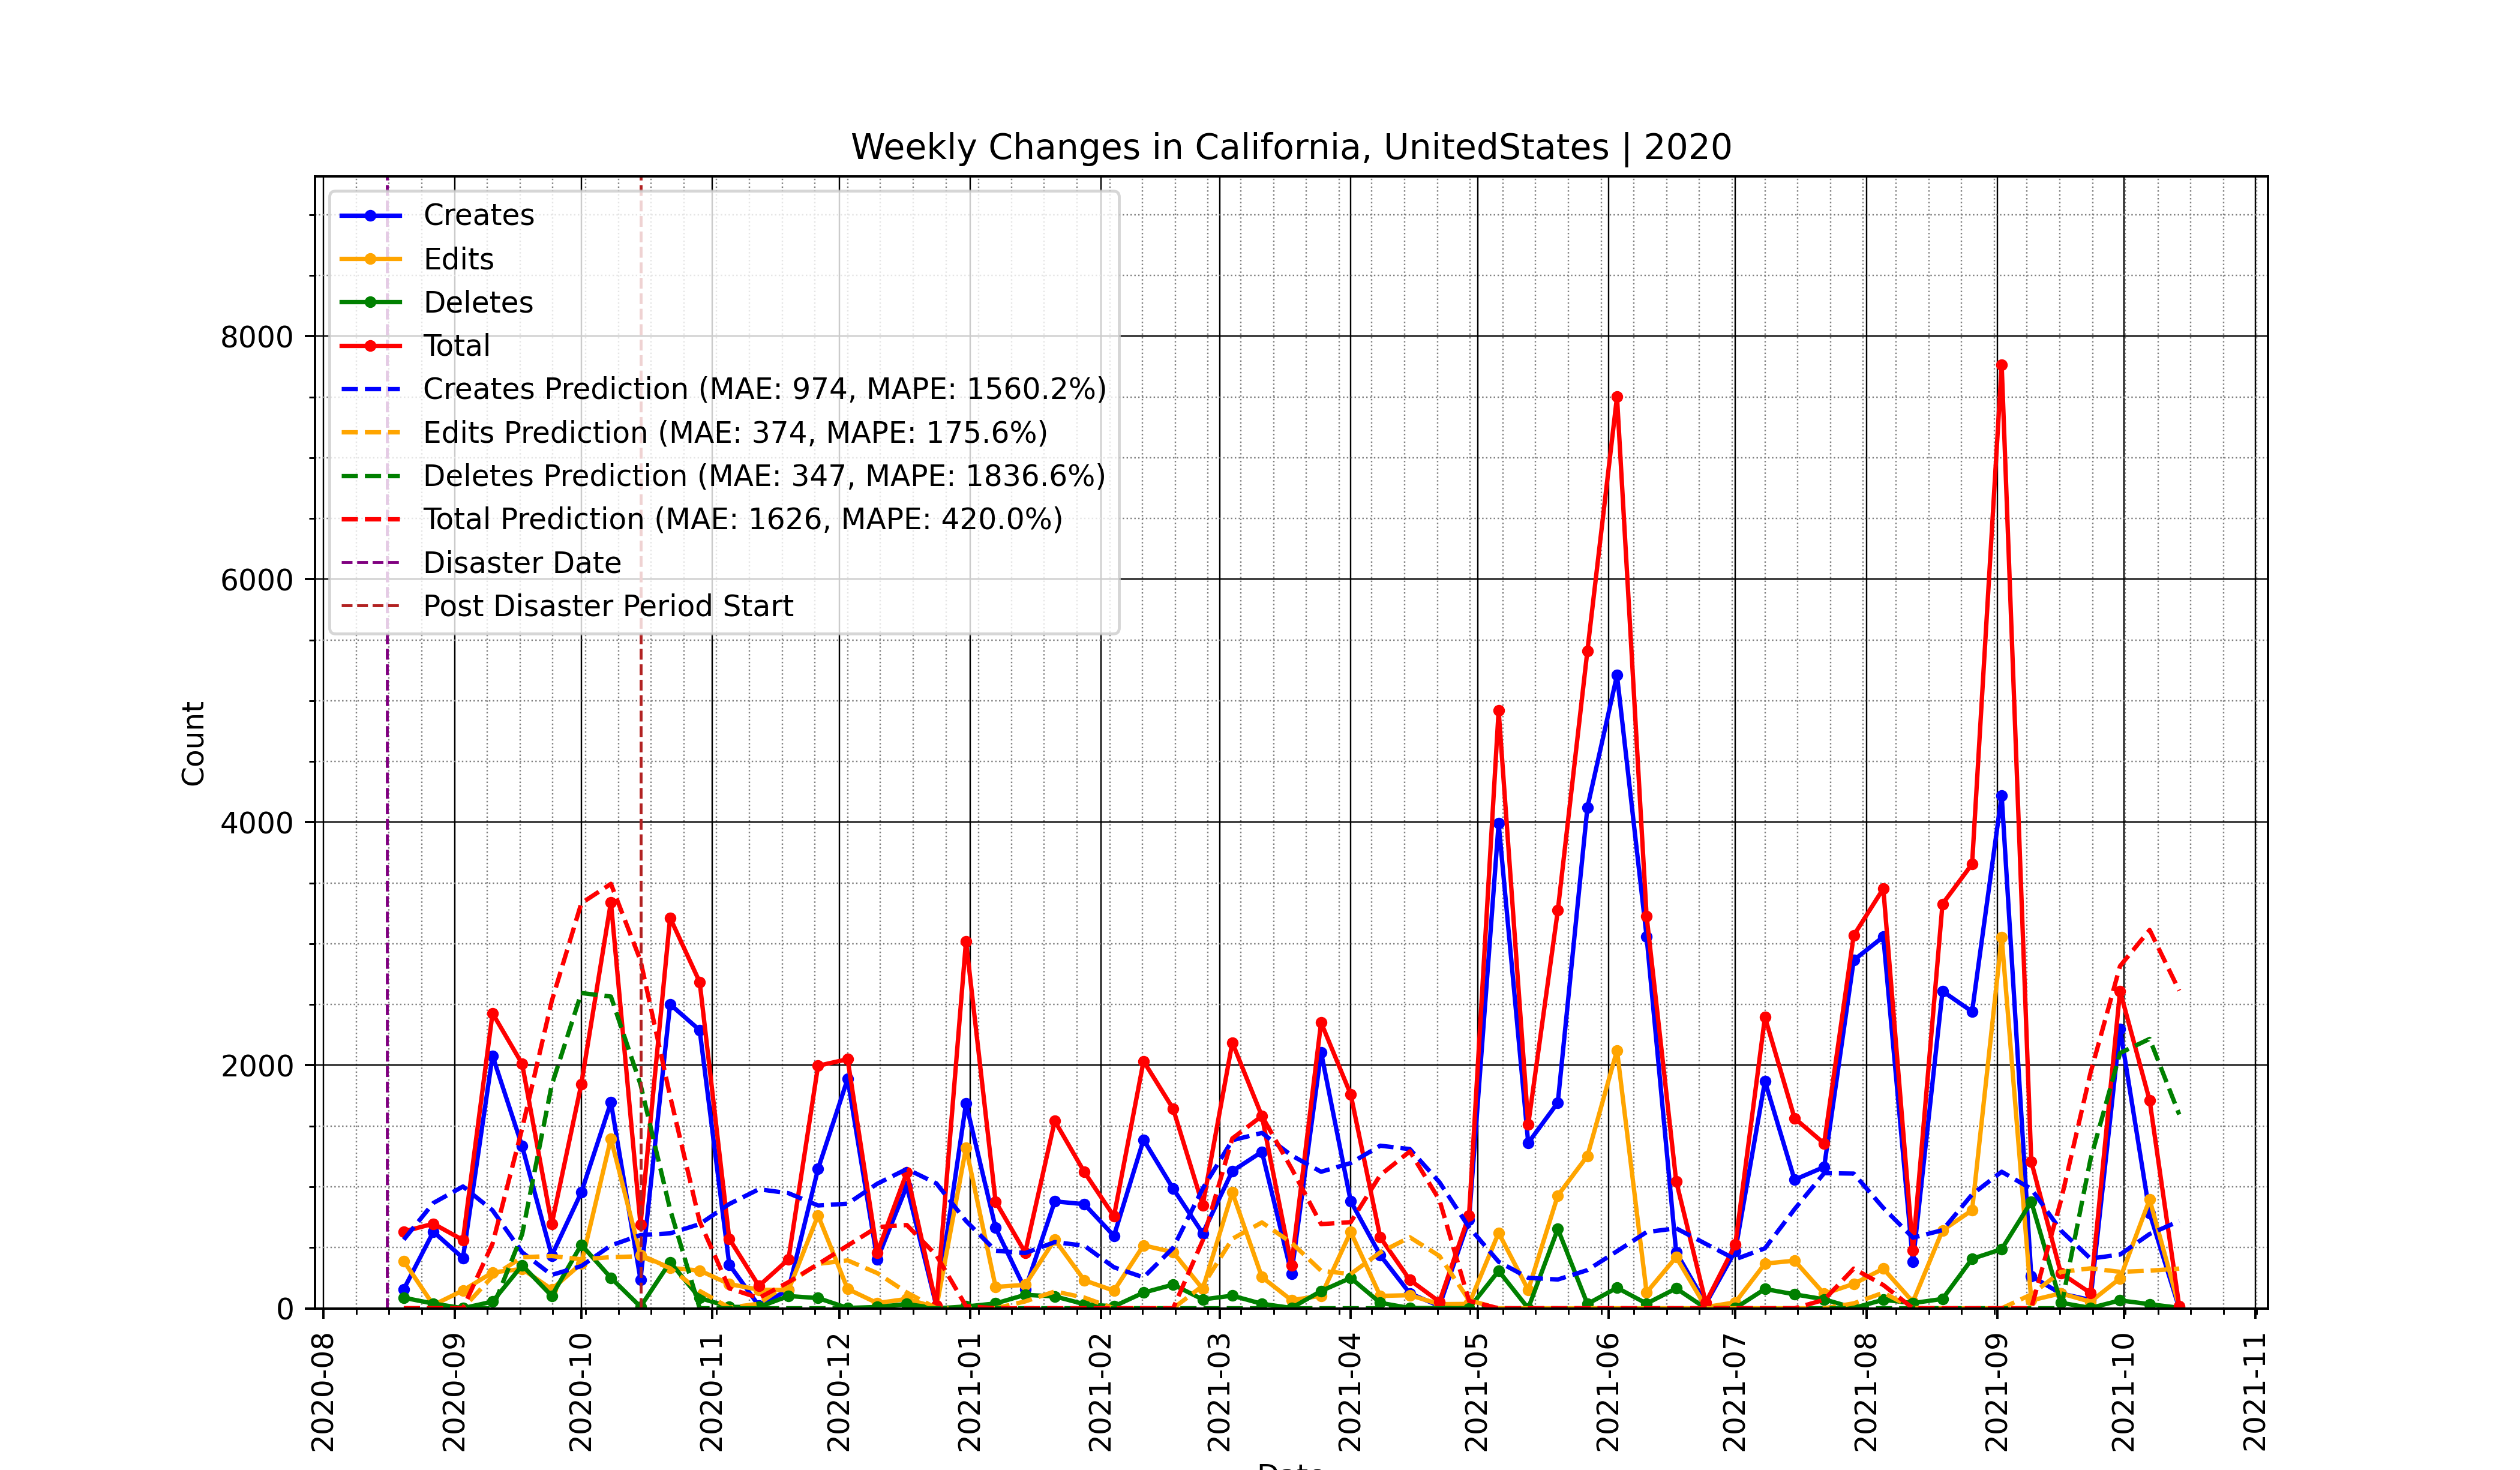 Weekly Changes in California, UnitedStates | 2020
Creates
Edits
Deletes
Total
Creates Prediction (MAE: 974, MAPE: 1560.2%)
Edits Prediction (MAE: 374, MAPE: 175.6%)
Deletes Prediction (MAE: 347, MAPE: 1836.6%)
Total Prediction (MAE: 1626, MAPE: 420.0%)
Disaster Date
Post Disaster Period Start
Count
8000
6000
4000
2000
0
2020-08
2020-09
2020-10
2020-11
2020-12
2021-01
2021-02
2021-03
2021-04
2021-05
2021-06
2021-07
2021-08
2021-09
2021-10
2021-11